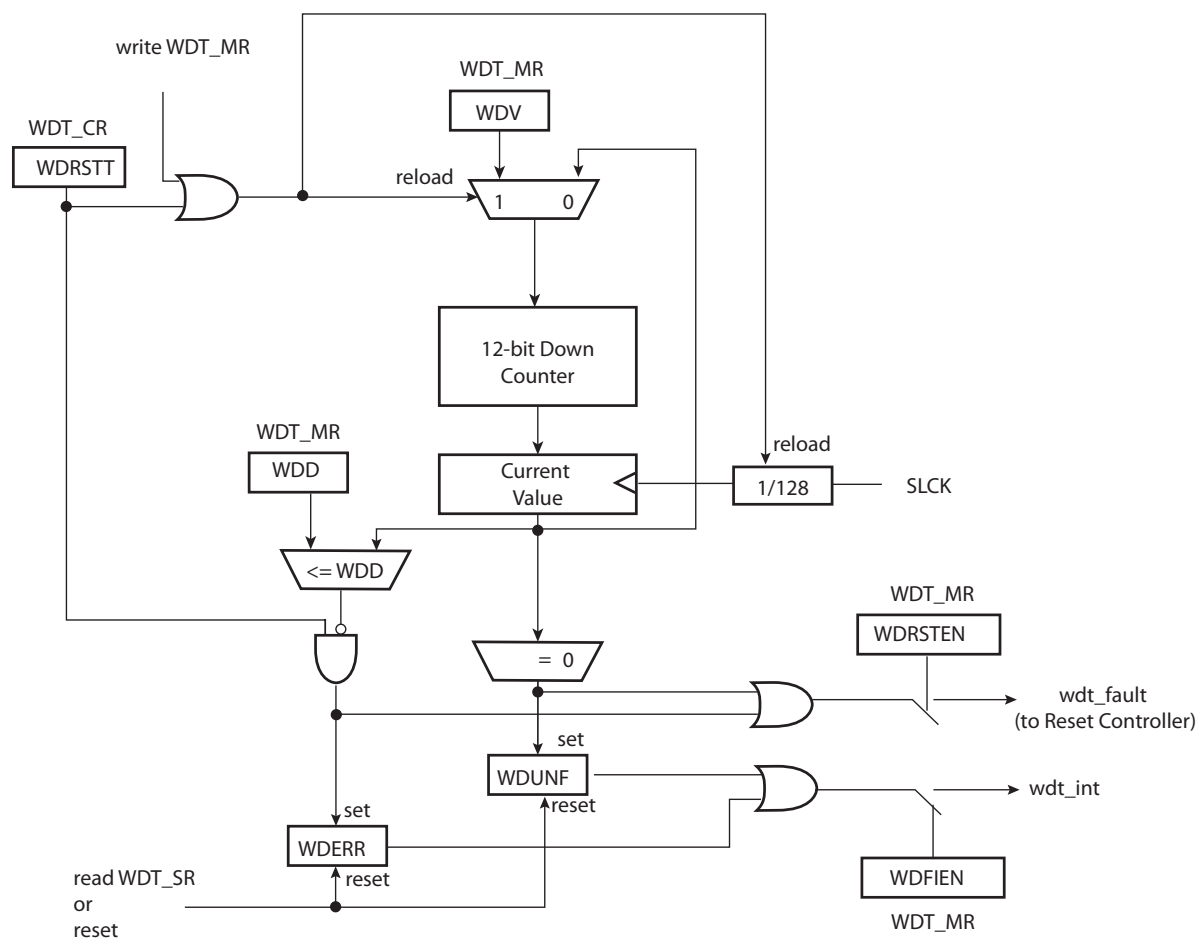 write WDT_MR
WDT_MR
WDV
WDT_CR
WDRSTT
reload
1 0
12-bit Down
Counter
WDT_MR
WDD
reload
Current
Value
1/128
SLCK
<= WDD
WDT_MR
WDRSTEN
= 0
wdt_fault
(to Reset Controller)
set
WDUNF
reset
wdt_int
set
WDERR
reset
read WDT_SR
or
reset
WDFIEN
WDT_MR